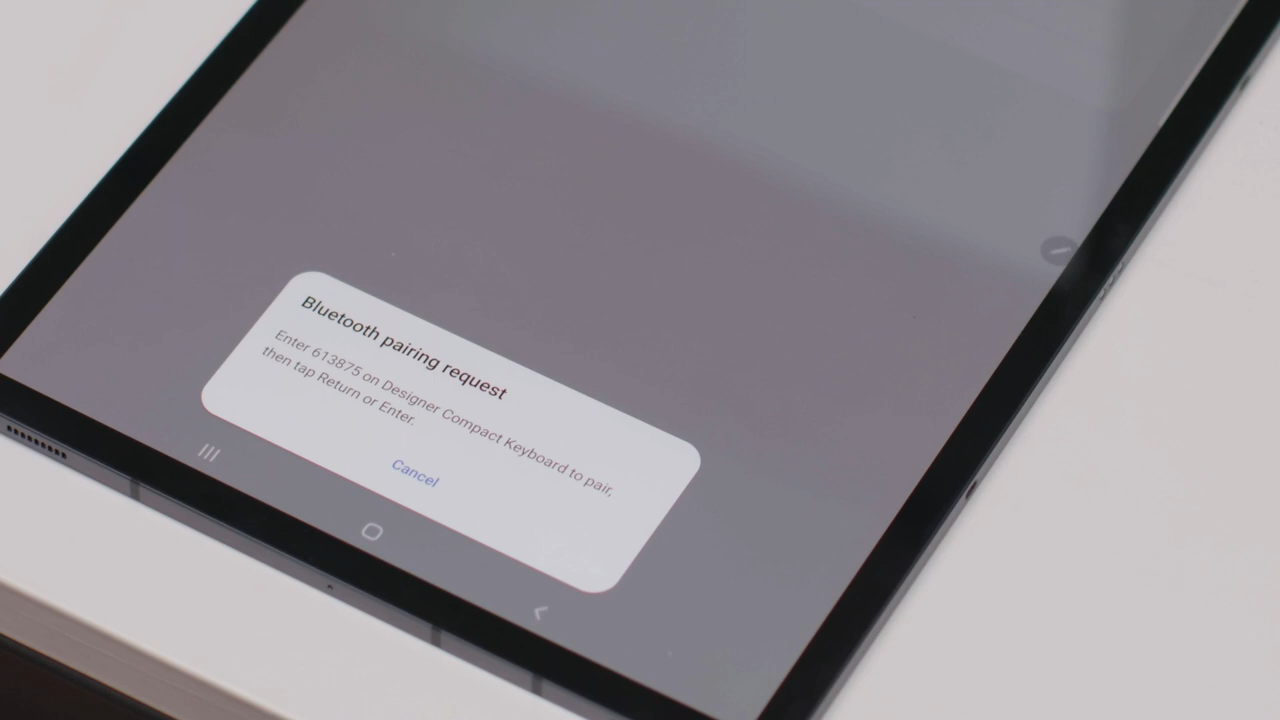 Bluetooth pairing request
Enter 613875 on Designer Compact Keyboard to pair,
then tap Return or Enter.
Cancel